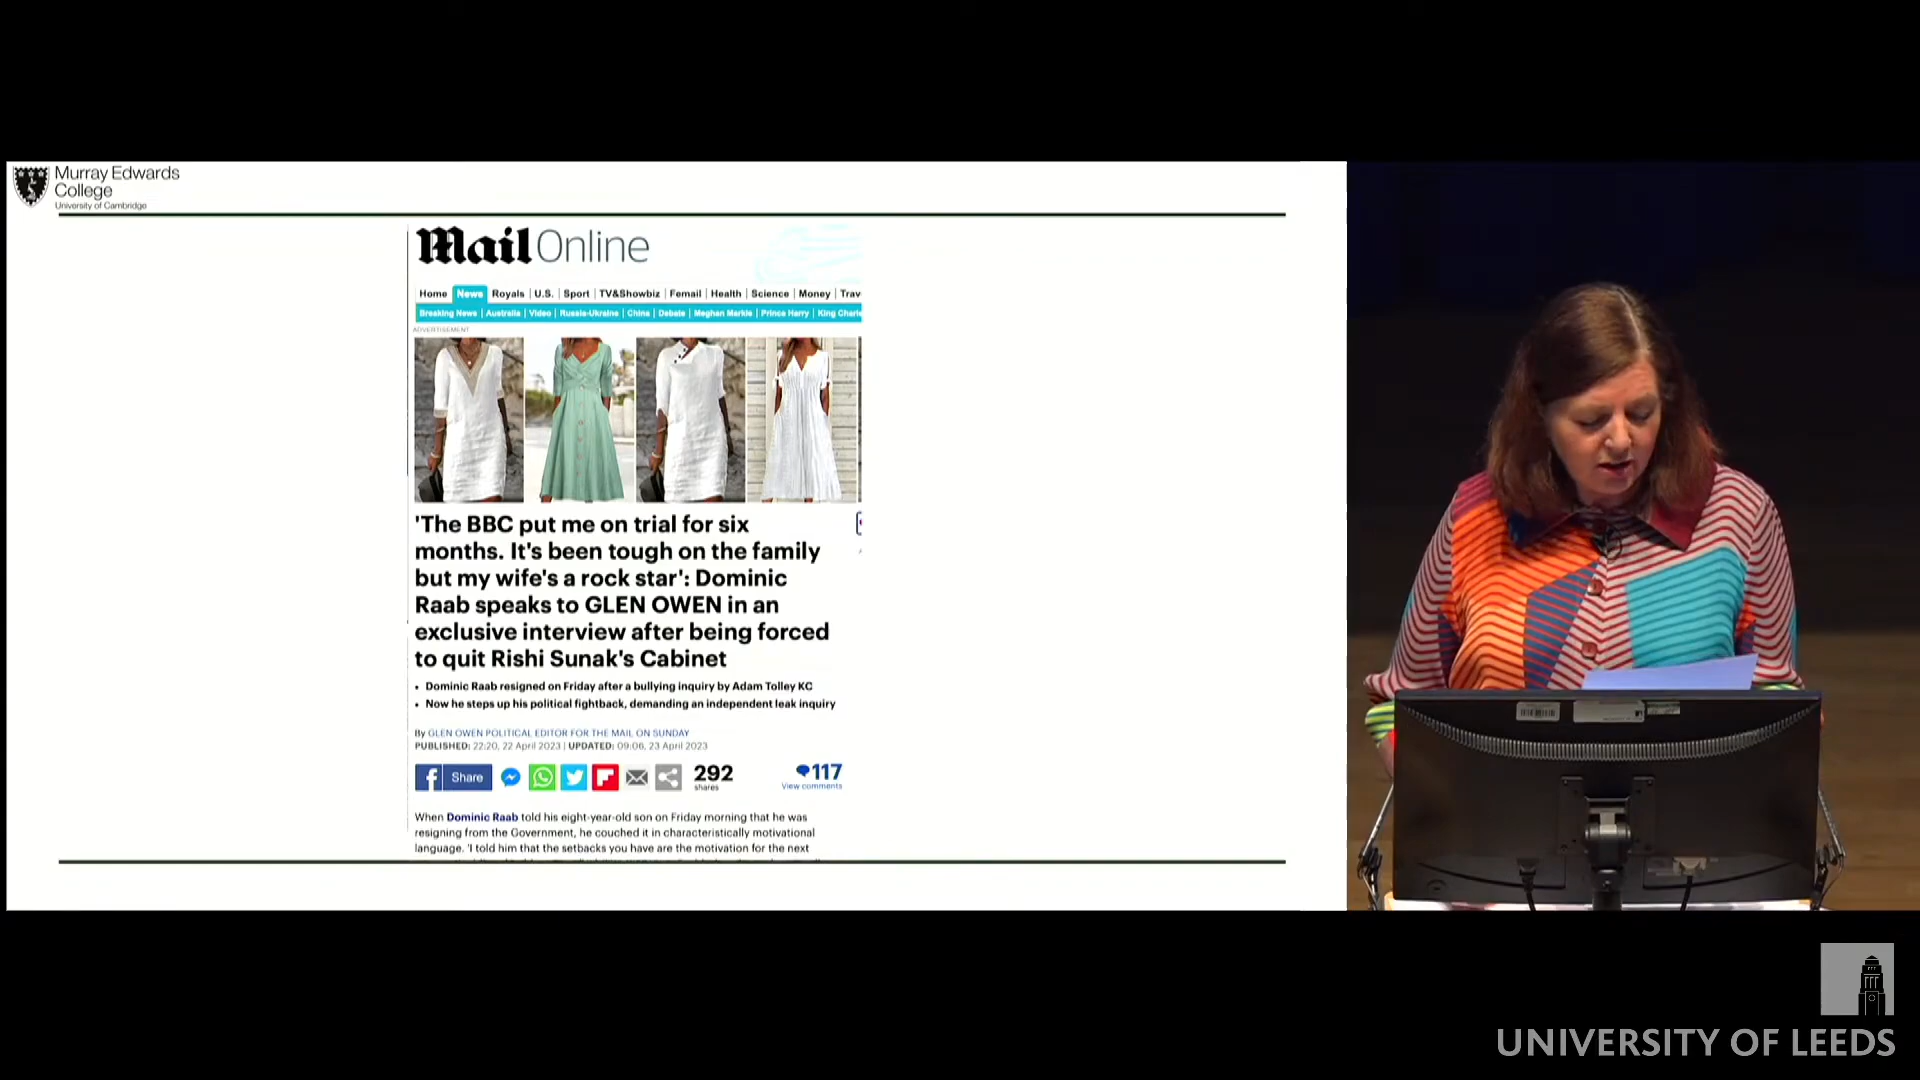 Murray Edwards
College
University of Cambridge
Mail Online
Home News Royals U.S. Sport TV&Showbiz Femail Health Science Money Trav
Breaking News Australia Video Russia-Ukraine China Debate Meghan Markle Prince Harry King Charle
ADVERTISEMENT
'The BBC put me on trial for six
months. It's been tough on the family
but my wife's a rock star': Dominic
Raab speaks to GLEN OWEN in an
exclusive interview after being forced
to quit Rishi Sunak's Cabinet
• Dominic Raab resigned on Friday after a bullying inquiry by Adam Tolley KC
• Now he steps up his political fightback, demanding an independent leak inquiry
By GLEN OWEN POLITICAL EDITOR FOR THE MAIL ON SUNDAY
PUBLISHED: 22:20, 22 April 2023 | UPDATED: 09:06, 23 April 2023
Share
292
shares
117
View comments
When Dominic Raab told his eight-year-old son on Friday morning that he was
resigning from the Government, he couched it in characteristically motivational
language. 'I told him that the setbacks you have are the motivation for the next
UNIVERSITY OF LEEDS